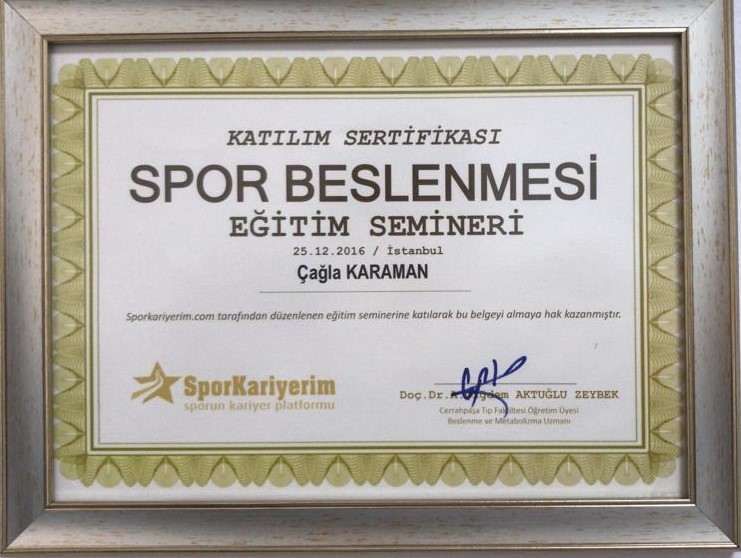 KATILIM SERTİFİKASI
SPOR BESLENMESİ
EĞİTİM SEMİNERİ
25.12.2016 / İstanbul
Çağla KARAMAN
Sporkariyerim.com tarafından düzenlenen eğitim seminerine katılarak bu belgeyi almaya hak kazanmıştır.
SporKariyerim
sporun kariyer platformu
Doç.Dr. AKTUĞLU ZEYBEK
Cerrahpaşa Tıp Fakültesi Öğretim Üyesi
Beslenme ve Metabolizma Uzmanı